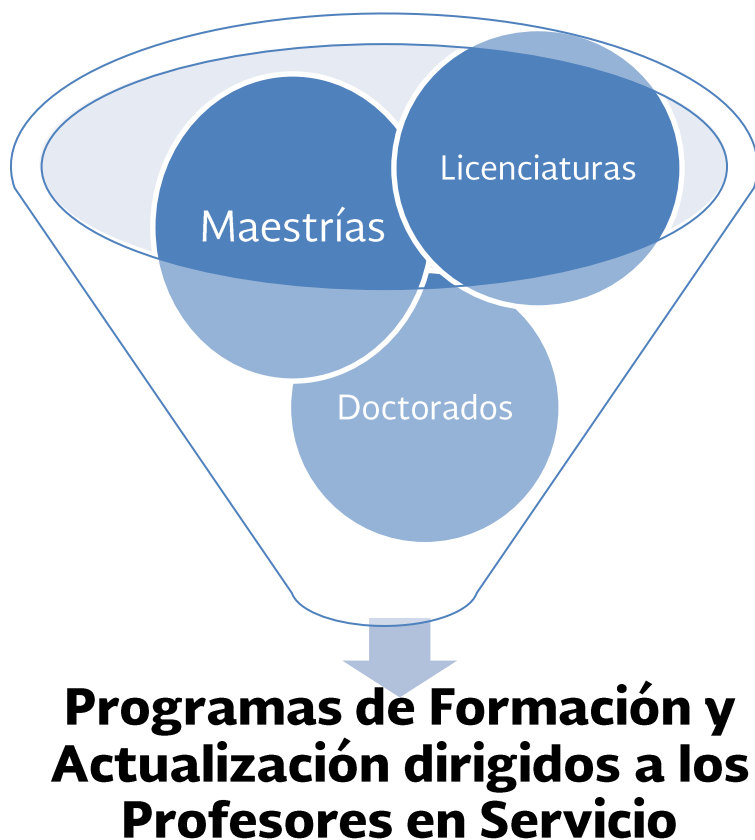 Licenciaturas
Maestrías
Doctorados
Programas de Formación y
Actualización dirigidos a los
Profesores en Servicio